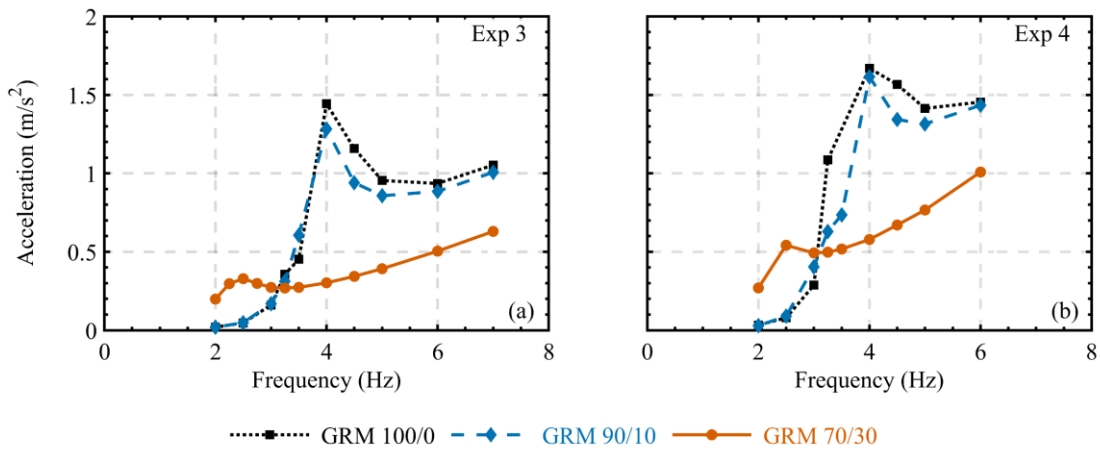 Acceleration (m/s²)
2
1.5
1
0.5
0
Exp 3
(a)
0 2 4 6 8
Frequency (Hz)
Exp 4
(b)
0 2 4 6 8
Frequency (Hz)
GRM 100/0 GRM 90/10 GRM 70/30